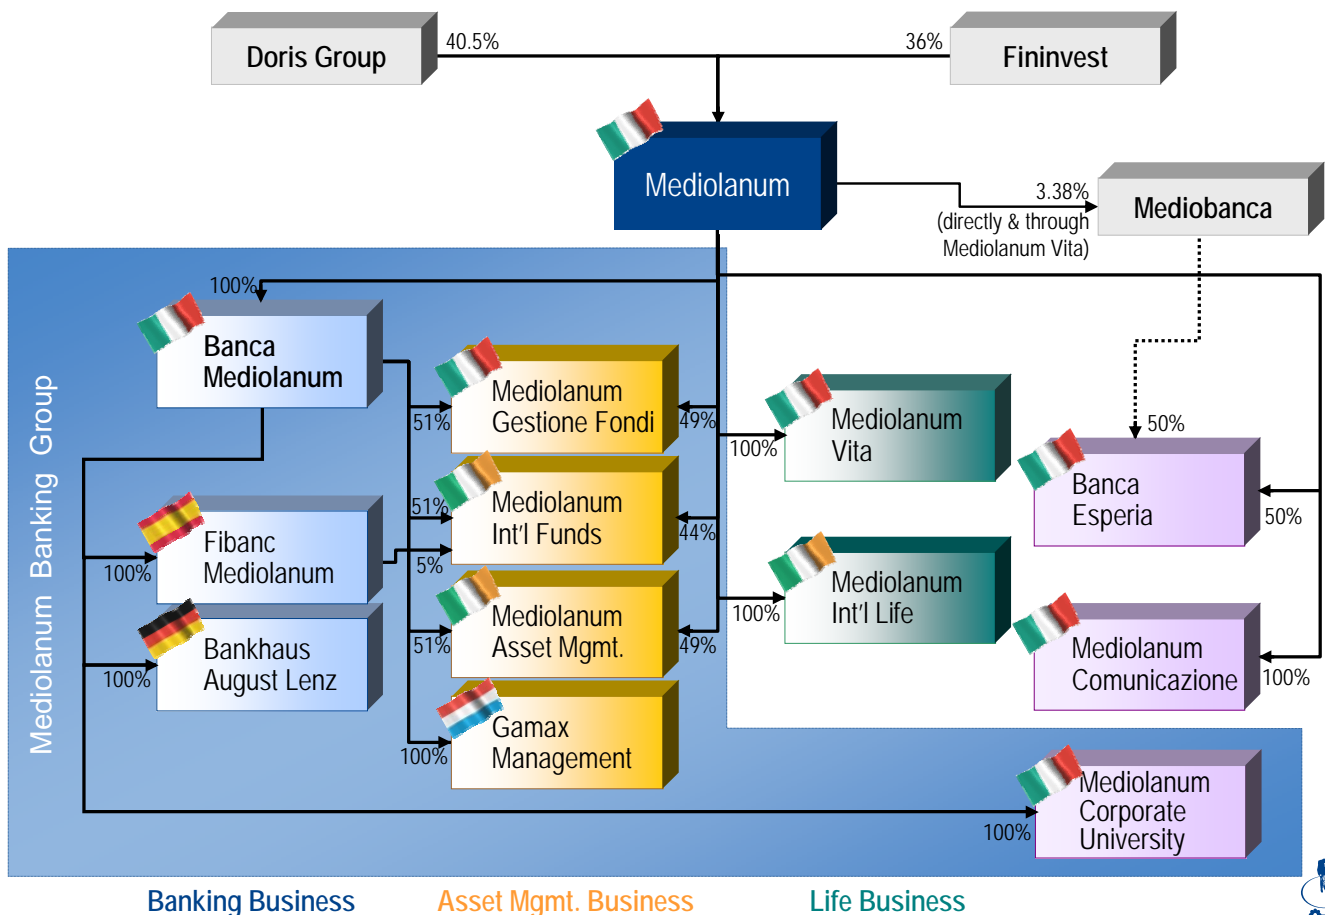 40.5%
36%
Doris Group
Fininvest
Mediolanum
3.38%
(directly & through
Mediolanum Vita)
Mediobanca
100%
Banca
Mediolanum
Mediolanum
Gestione Fondi
51%
49%
100%
Mediolanum
Vita
50%
Banca
Esperia
50%
51%
Mediolanum
Int'l Funds
44%
Fibanc
Mediolanum
100%
5%
Mediolanum
Int'l Life
100%
Mediolanum
Asset Mgmt.
51%
49%
Bankhaus
August Lenz
100%
Mediolanum
Comunicazione
100%
Gamax
Management
100%
Mediolanum
Corporate
University
100%
Mediolanum Banking Group
Banking Business
Asset Mgmt. Business
Life Business